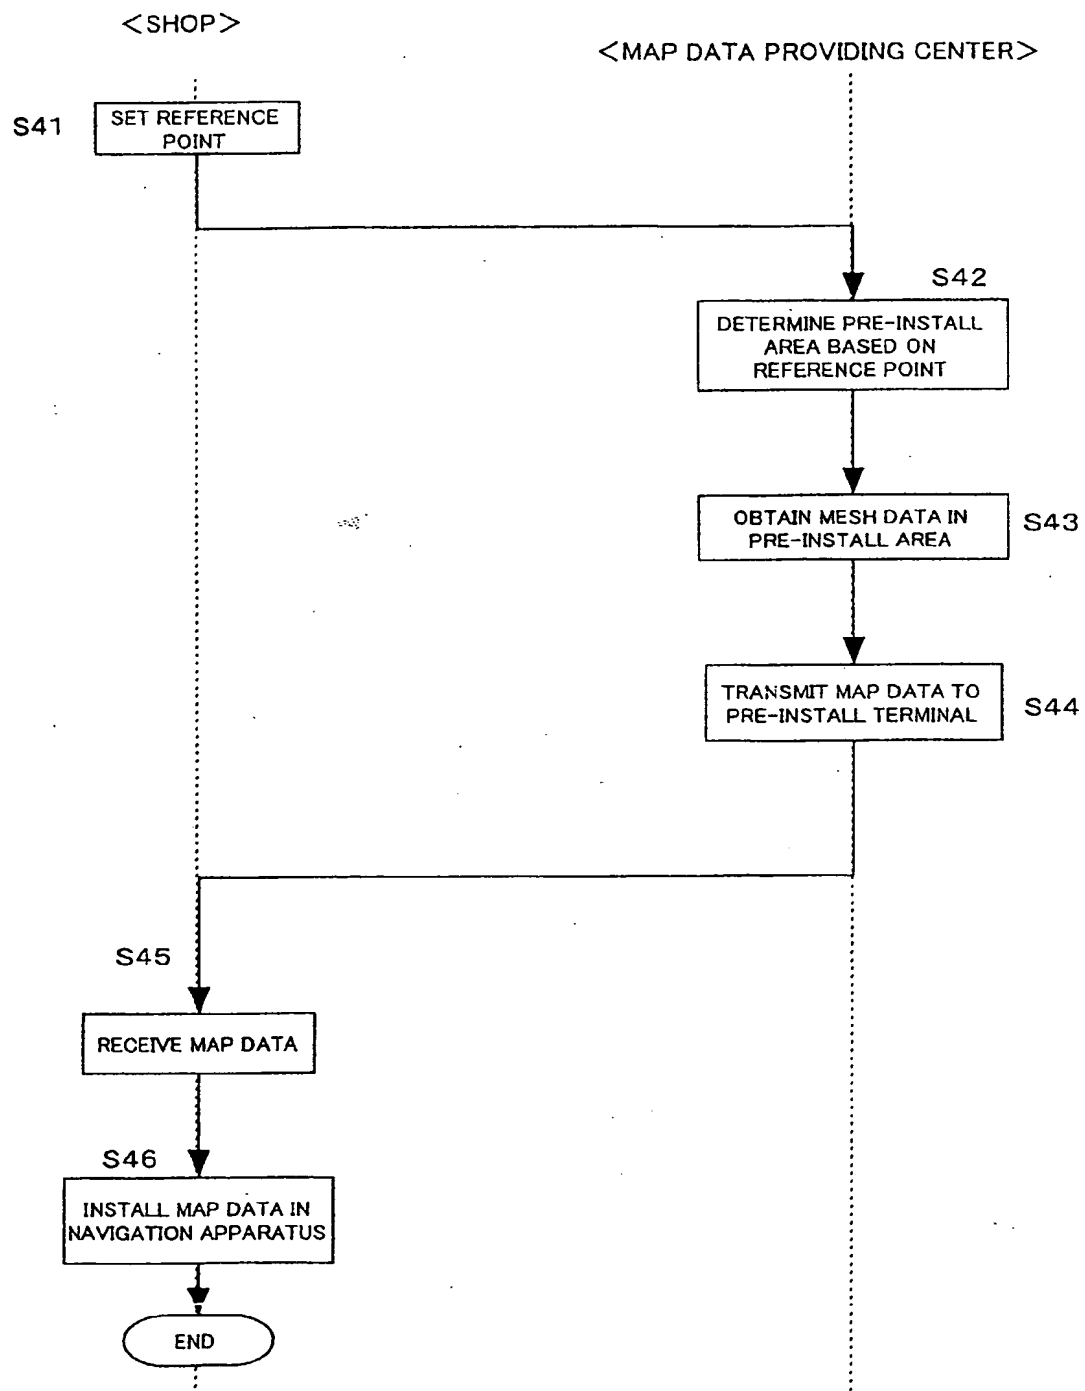 <SHOP>
<MAP DATA PROVIDING CENTER>
S41
SET REFERENCE
POINT
S42
DETERMINE PRE-INSTALL
AREA BASED ON
REFERENCE POINT
OBTAIN MESH DATA IN
PRE-INSTALL AREA
S43
TRANSMIT MAP DATA TO
PRE-INSTALL TERMINAL
S44
S45
RECEIVE MAP DATA
S46
INSTALL MAP DATA IN
NAVIGATION APPARATUS
END